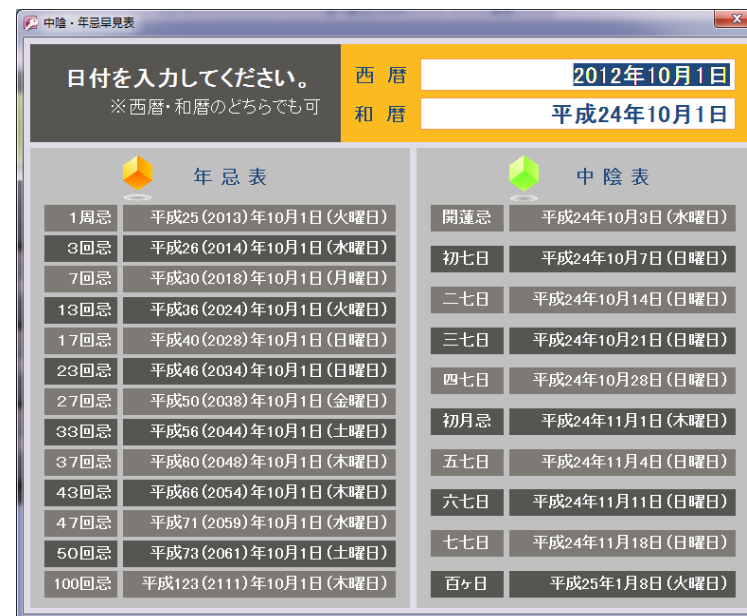 中陰・年忌早見表
日付を入力してください。
※西暦・和暦のどちらでも可
西 暦 2012年10月1日
和 暦 平成24年10月1日
年 忌 表
1周忌 平成25(2013)年10月1日(火曜日)
3回忌 平成26(2014)年10月1日(水曜日)
7回忌 平成30(2018)年10月1日(月曜日)
13回忌 平成36(2024)年10月1日(火曜日)
17回忌 平成40(2028)年10月1日(日曜日)
23回忌 平成46(2034)年10月1日(日曜日)
27回忌 平成50(2038)年10月1日(金曜日)
33回忌 平成56(2044)年10月1日(土曜日)
37回忌 平成60(2048)年10月1日(木曜日)
43回忌 平成66(2054)年10月1日(木曜日)
47回忌 平成71(2059)年10月1日(水曜日)
50回忌 平成73(2061)年10月1日(土曜日)
100回忌 平成123(2111)年10月1日(木曜日)
中 陰 表
開蓮忌 平成24年10月3日(水曜日)
初七日 平成24年10月7日(日曜日)
二七日 平成24年10月14日(日曜日)
三七日 平成24年10月21日(日曜日)
四七日 平成24年10月28日(日曜日)
初月忌 平成24年11月1日(木曜日)
五七日 平成24年11月4日(日曜日)
六七日 平成24年11月11日(日曜日)
七七日 平成24年11月18日(日曜日)
百ヶ日 平成25年1月8日(火曜日)